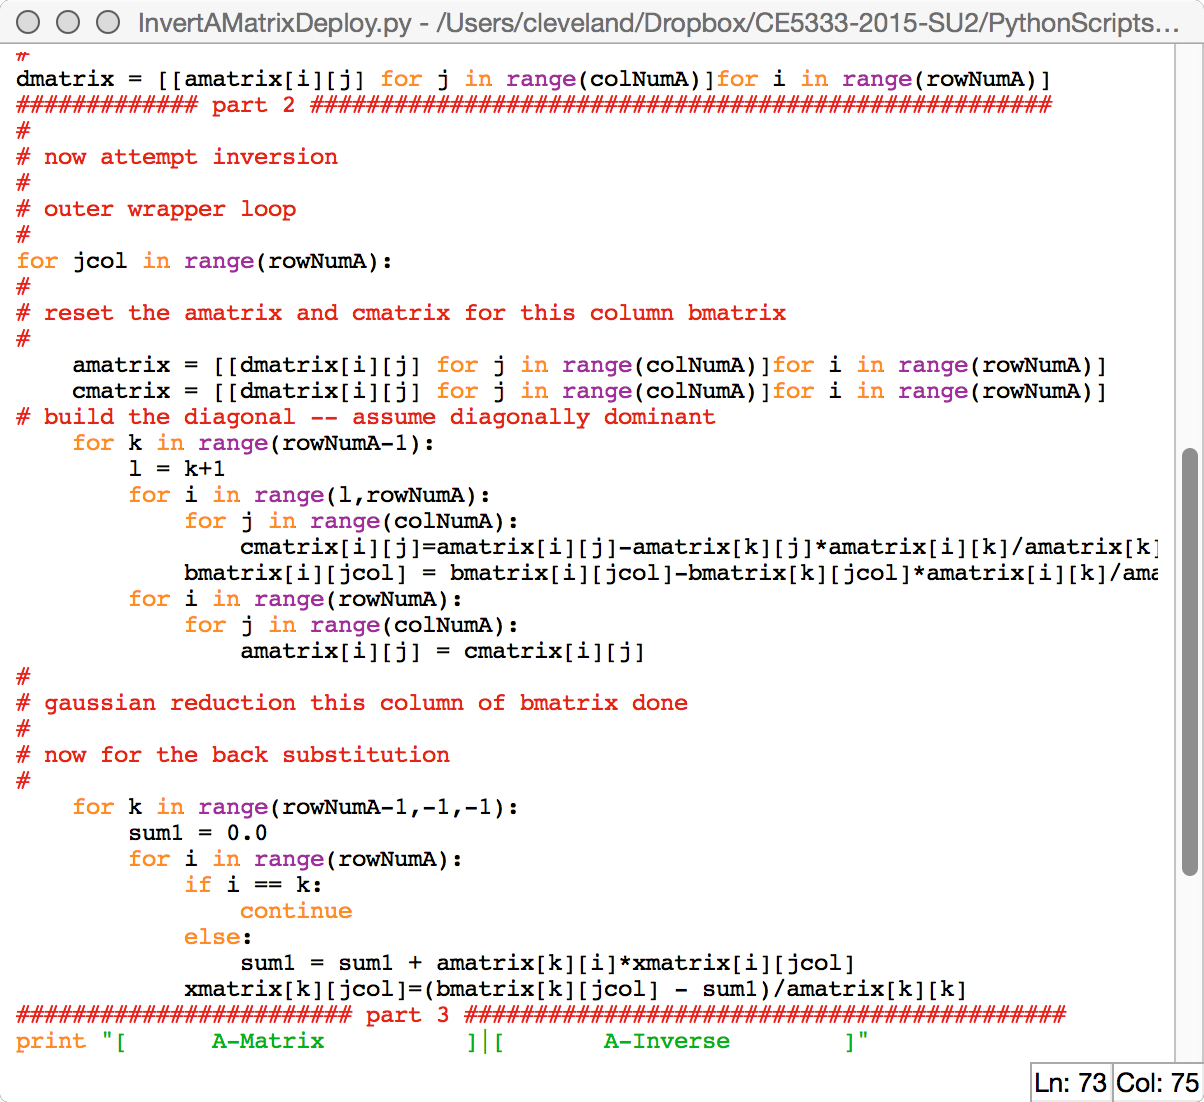 InvertAMatrixDeploy.py - /Users/cleveland/Dropbox/CE5333-2015-SU2/PythonScripts...
#
dmatrix = [[amatrix[i][j] for j in range(colNumA)]for i in range(rowNumA)]
############# part 2 #####################################################
#
# now attempt inversion
#
# outer wrapper loop
#
for jcol in range(rowNumA):
#
# reset the amatrix and cmatrix for this column bmatrix
#
    amatrix = [[dmatrix[i][j] for j in range(colNumA)]for i in range(rowNumA)]
    cmatrix = [[dmatrix[i][j] for j in range(colNumA)]for i in range(rowNumA)]
# build the diagonal -- assume diagonally dominant
    for k in range(rowNumA-1):
        l = k+1
        for i in range(l,rowNumA):
            for j in range(colNumA):
                cmatrix[i][j]=amatrix[i][j]-amatrix[k][j]*amatrix[i][k]/amatrix[k]
            bmatrix[i][jcol] = bmatrix[i][jcol]-bmatrix[k][jcol]*amatrix[i][k]/ama
        for i in range(rowNumA):
            for j in range(colNumA):
                amatrix[i][j] = cmatrix[i][j]
#
# gaussian reduction this column of bmatrix done
#
# now for the back substitution
#
    for k in range(rowNumA-1,-1,-1):
        sum1 = 0.0
        for i in range(rowNumA):
            if i == k:
                continue
            else:
                sum1 = sum1 + amatrix[k][i]*xmatrix[i][jcol]
            xmatrix[k][jcol]=(bmatrix[k][jcol] - sum1)/amatrix[k][k]
######################## part 3 ###########################################
print "[      A-Matrix          ]|[       A-Inverse        ]"
Ln: 73 Col: 75